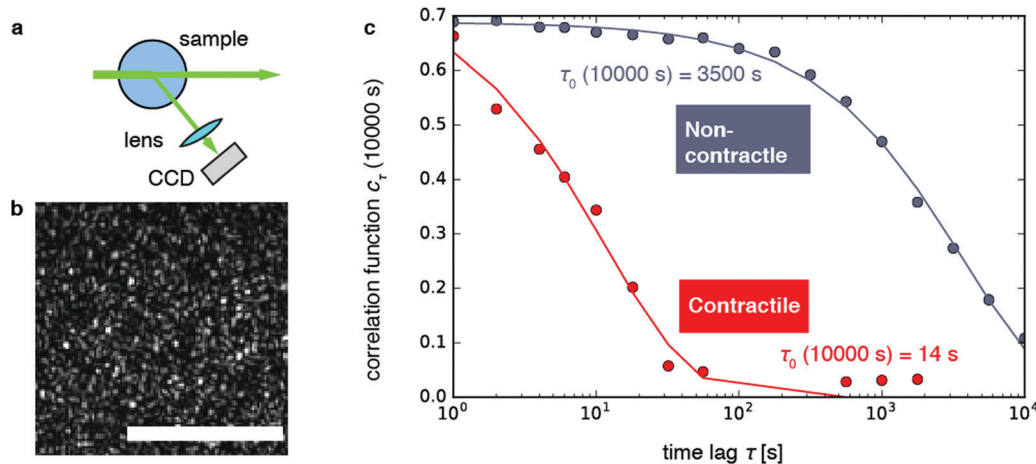 a
sample
lens
CCD
b
c
correlation function cτ (10000 s)
0.7
0.6
0.5
0.4
0.3
0.2
0.1
0.0
τ0 (10000 s) = 3500 s
Non-
contractle
Contractile
τ0 (10000 s) = 14 s
10^0
10^1
10^2
10^3
10^4
time lag τ [s]